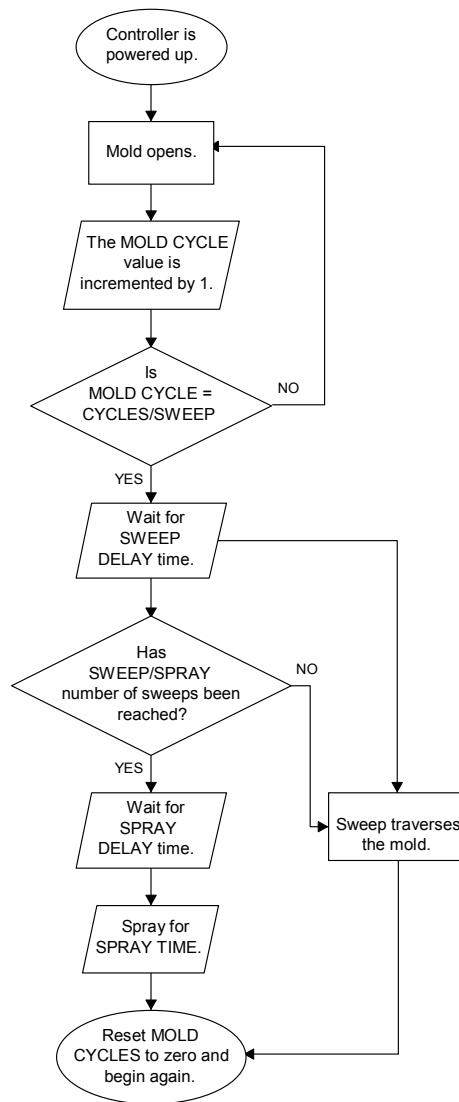 Controller is
powered up.
Mold opens.
The MOLD CYCLE
value is
incremented by 1.
Is
MOLD CYCLE =
CYCLES/SWEEP
NO
YES
Wait for
SWEEP
DELAY time.
Has
SWEEP/SPRAY
number of sweeps been
reached?
NO
YES
Wait for
SPRAY
DELAY time.
Sweep traverses
the mold.
Spray for
SPRAY TIME.
Reset MOLD
CYCLES to zero and
begin again.